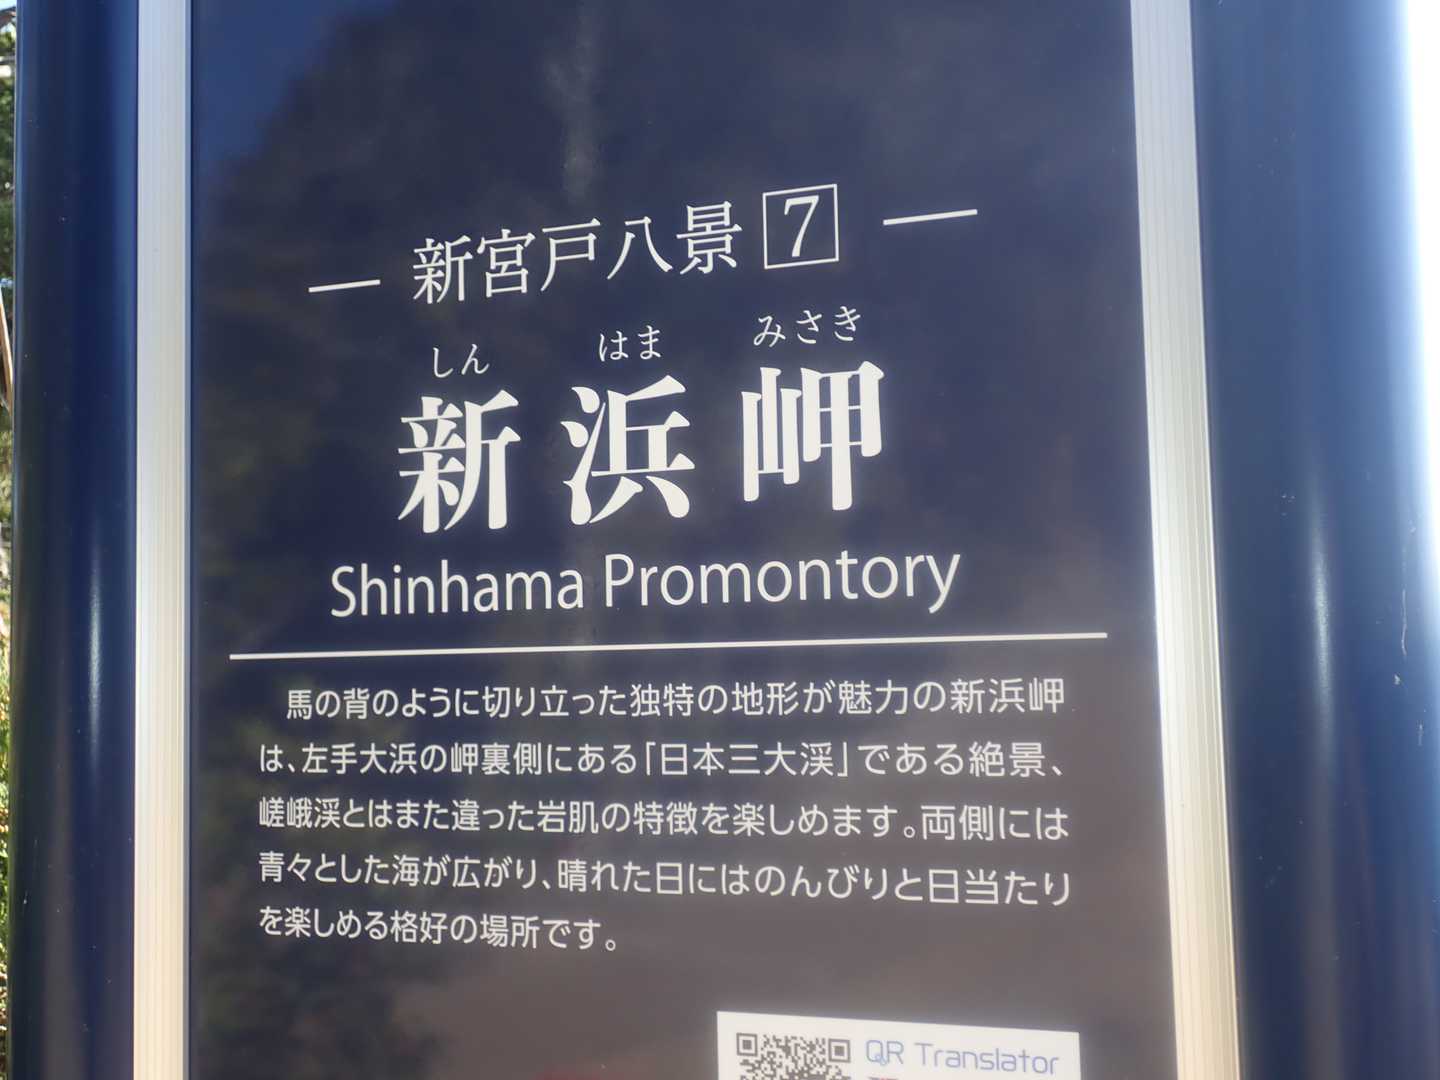 新宮戸八景 7
しん はま みさき
新浜岬
Shinhama Promontory
馬の背のように切り立った独特の地形が魅力の新浜岬
は、左手大浜の岬裏側にある「日本三大渓」である絶景、
嵯峨渓とはまた違った岩肌の特徴を楽しめます。両側には
青々とした海が広がり、晴れた日にはのんびりと日当たり
を楽しめる格好の場所です。
QR Translator